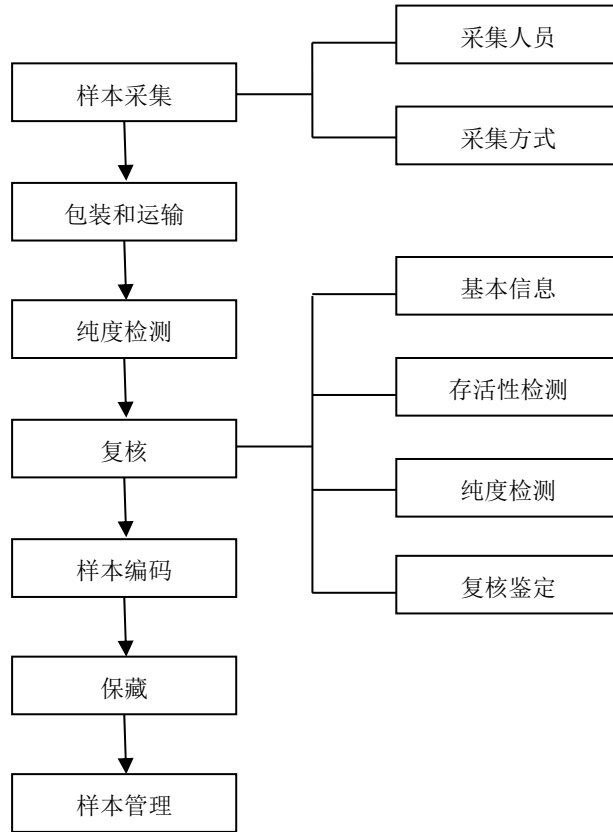 采集人员
样本采集
采集方式
包装和运输
基本信息
纯度检测
存活性检测
复核
纯度检测
样本编码
复核鉴定
保藏
样本管理